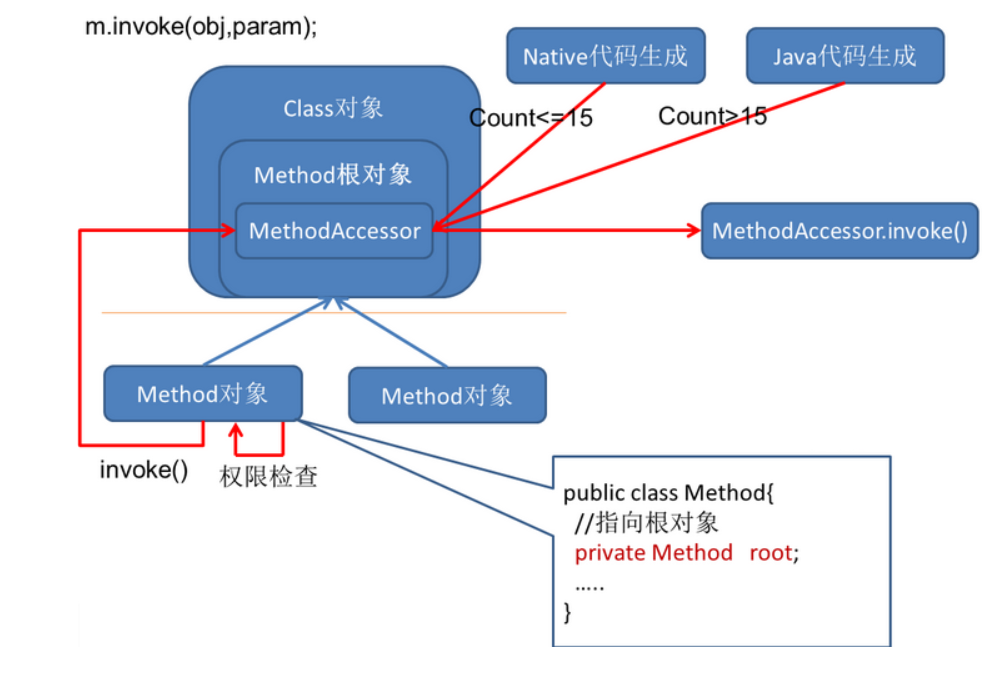 m.invoke(obj,param);
Native代码生成
Java代码生成
Class对象
Count<=15
Count>15
Method根对象
MethodAccessor
MethodAccessor.invoke()
Method对象
Method对象
invoke()
权限检查
public class Method{
//指向根对象
private Method root;
.....
}